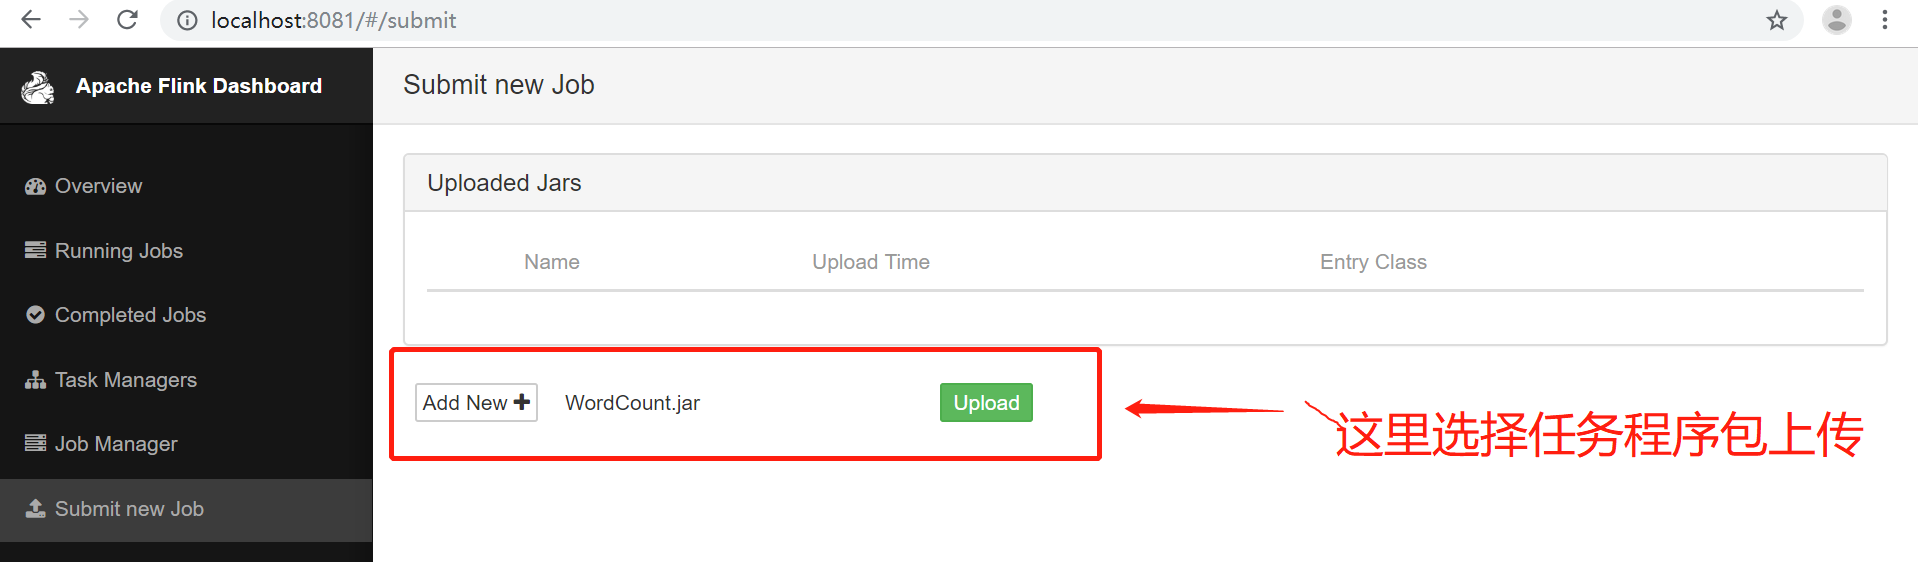 localhost:8081/#/submit
Apache Flink Dashboard
Submit new Job
Overview
Running Jobs
Completed Jobs
Task Managers
Job Manager
Submit new Job
Uploaded Jars
Name Upload Time Entry Class
Add New WordCount.jar Upload
这里选择任务程序包上传